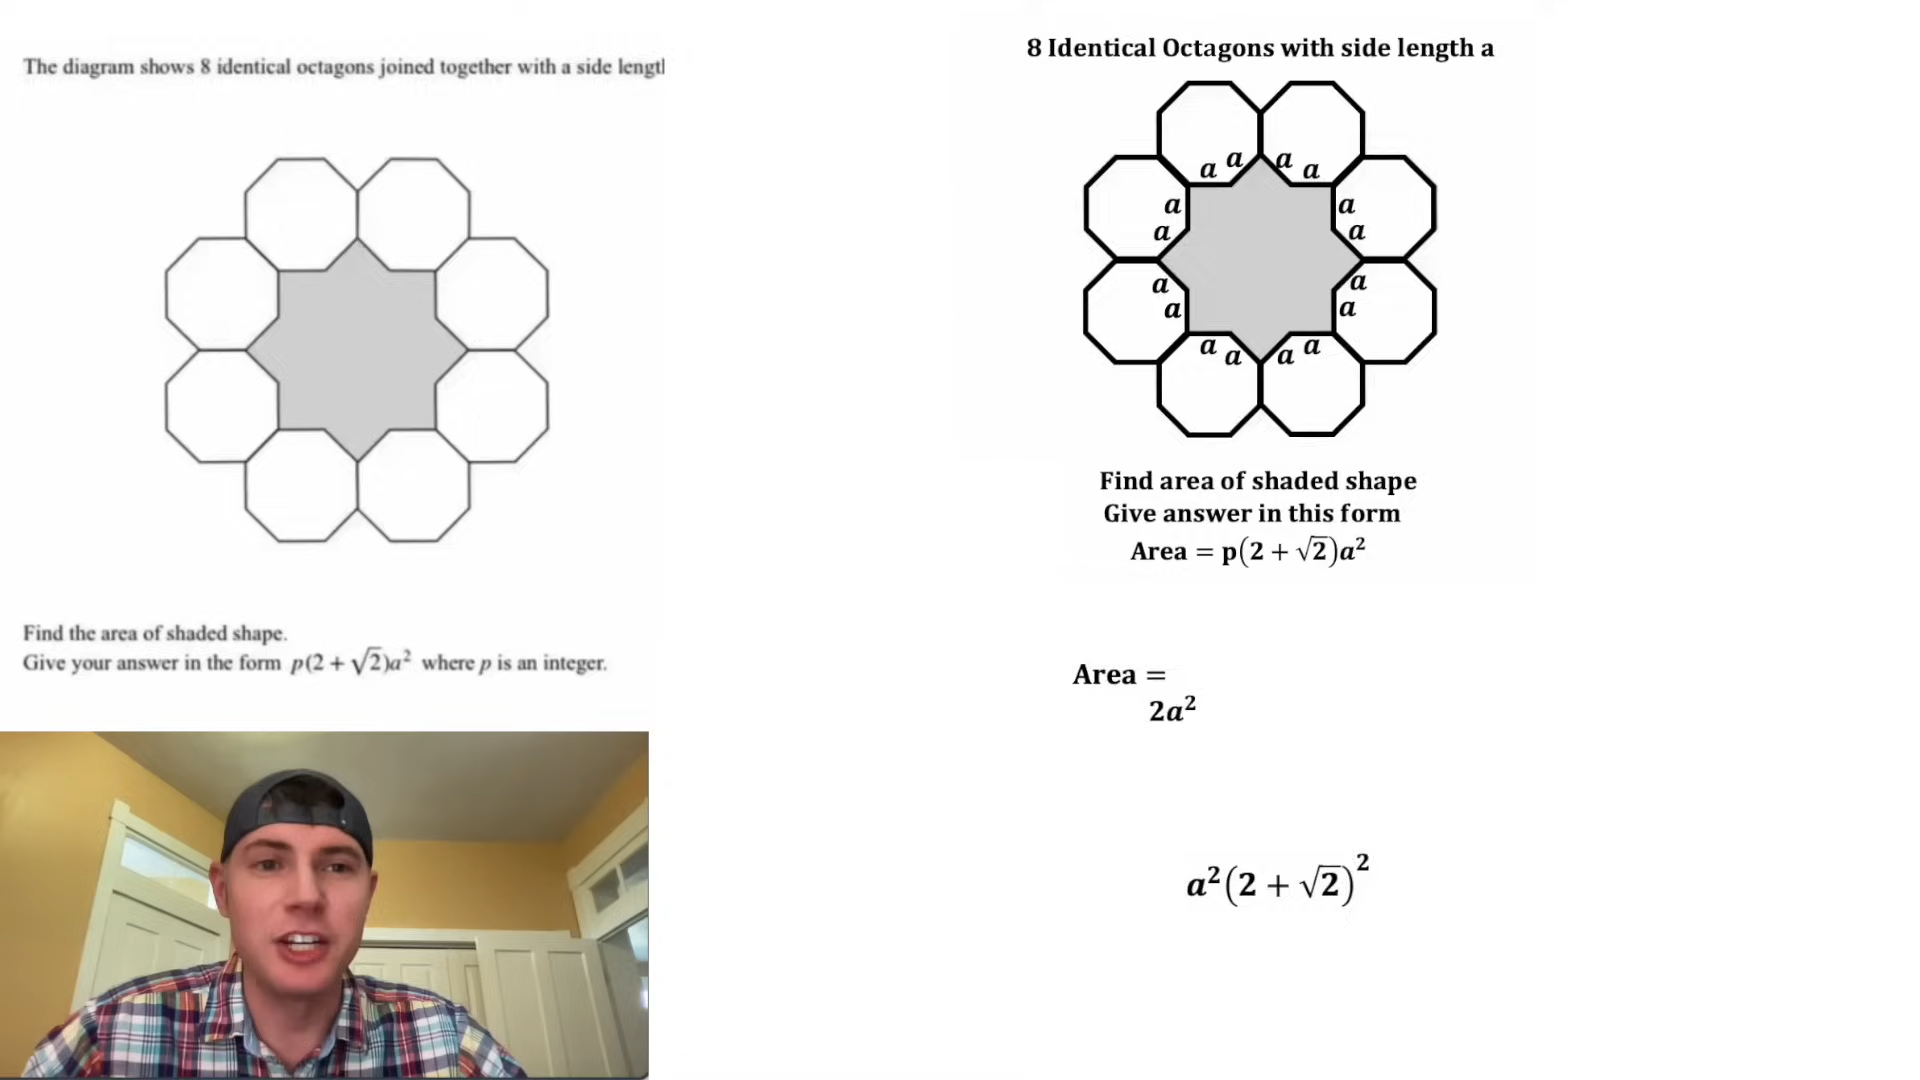 The diagram shows 8 identical octagons joined together with a side
Find the area of shaded shape.
Give your answer in the form p(2 + √2)a² where p is an integer.
8 Identical Octagons with side length a
a a a a
a a
a a
a a
a a
a a a a
Find area of shaded shape
Give answer in this form
Area = p(2 + √2)a²
Area =
2a²
a²(2 + √2)²